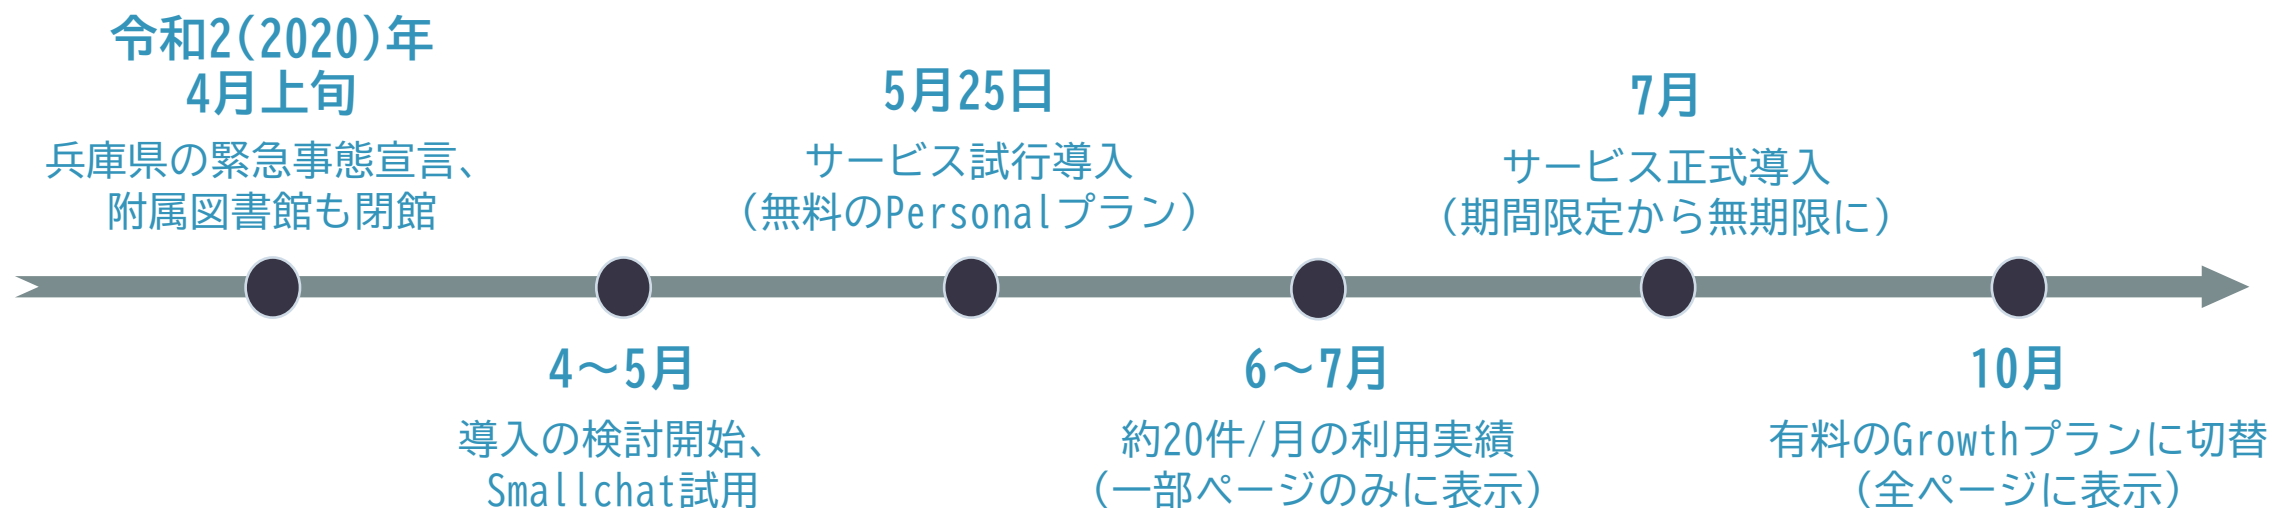 令和2(2020)年
4月上旬
兵庫県の緊急事態宣言、
附属図書館も閉館
4～5月
導入の検討開始、
Smallchat試用
5月25日
サービス試行導入
（無料のPersonalプラン）
6～7月
約20件/月の利用実績
（一部ページのみに表示）
7月
サービス正式導入
（期間限定から無期限に）
10月
有料のGrowthプランに切替
（全ページに表示）